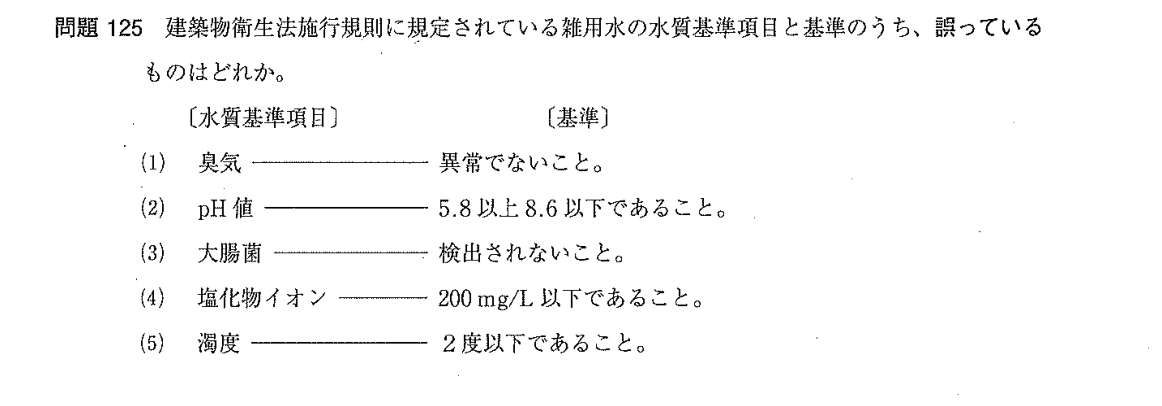 問題 125 建築物衛生法施行規則に規定されている雑用水の水質基準項目と基準のうち、誤っている
ものはどれか。
〔水質基準項目〕 〔基準〕
(1) 臭気 ―――― 異常でないこと。
(2) pH 値 ―――― 5.8 以上 8.6 以下であること。
(3) 大腸菌 ―――― 検出されないこと。
(4) 塩化物イオン ―――― 200 mg/L 以下であること。
(5) 濁度 ―――― 2 度以下であること。